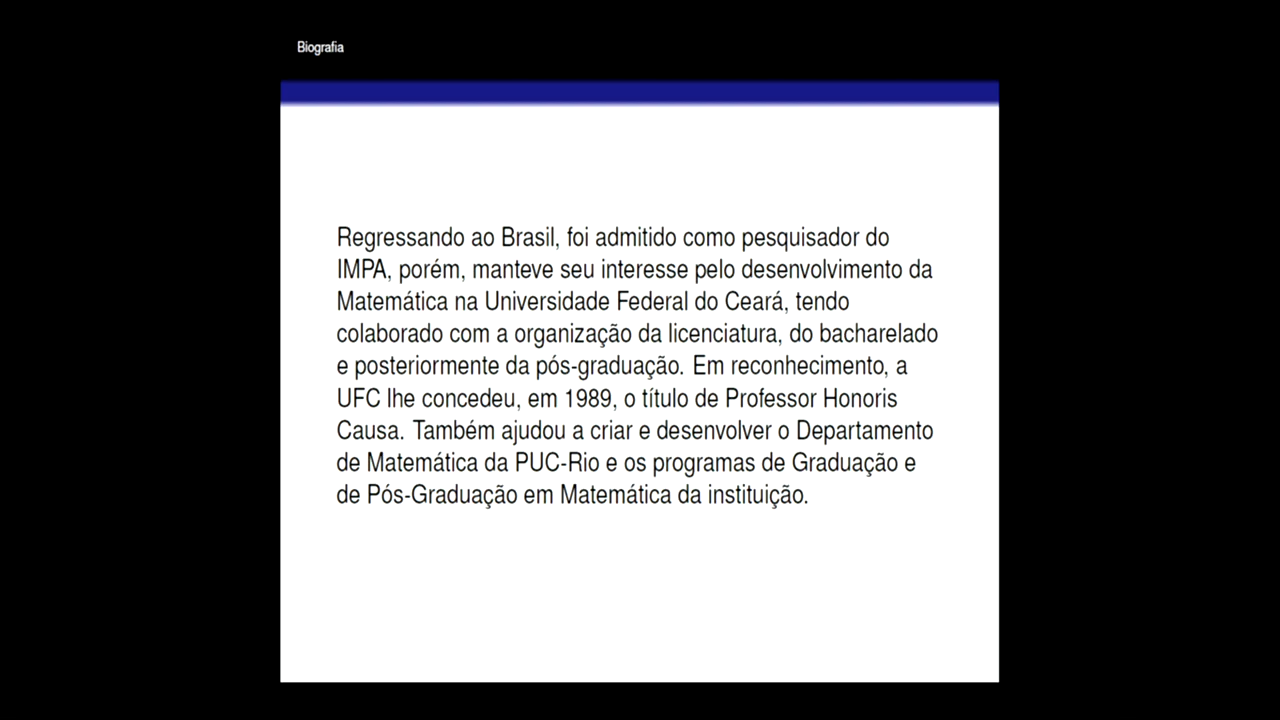 Biografia
Regressando ao Brasil, foi admitido como pesquisador do
IMPA, porém, manteve seu interesse pelo desenvolvimento da
Matemática na Universidade Federal do Ceará, tendo
colaborado com a organização da licenciatura, do bacharelado
e posteriormente da pós-graduação. Em reconhecimento, a
UFC lhe concedeu, em 1989, o título de Professor Honoris
Causa. Também ajudou a criar e desenvolver o Departamento
de Matemática da PUC-Rio e os programas de Graduação e
de Pós-Graduação em Matemática da instituição.